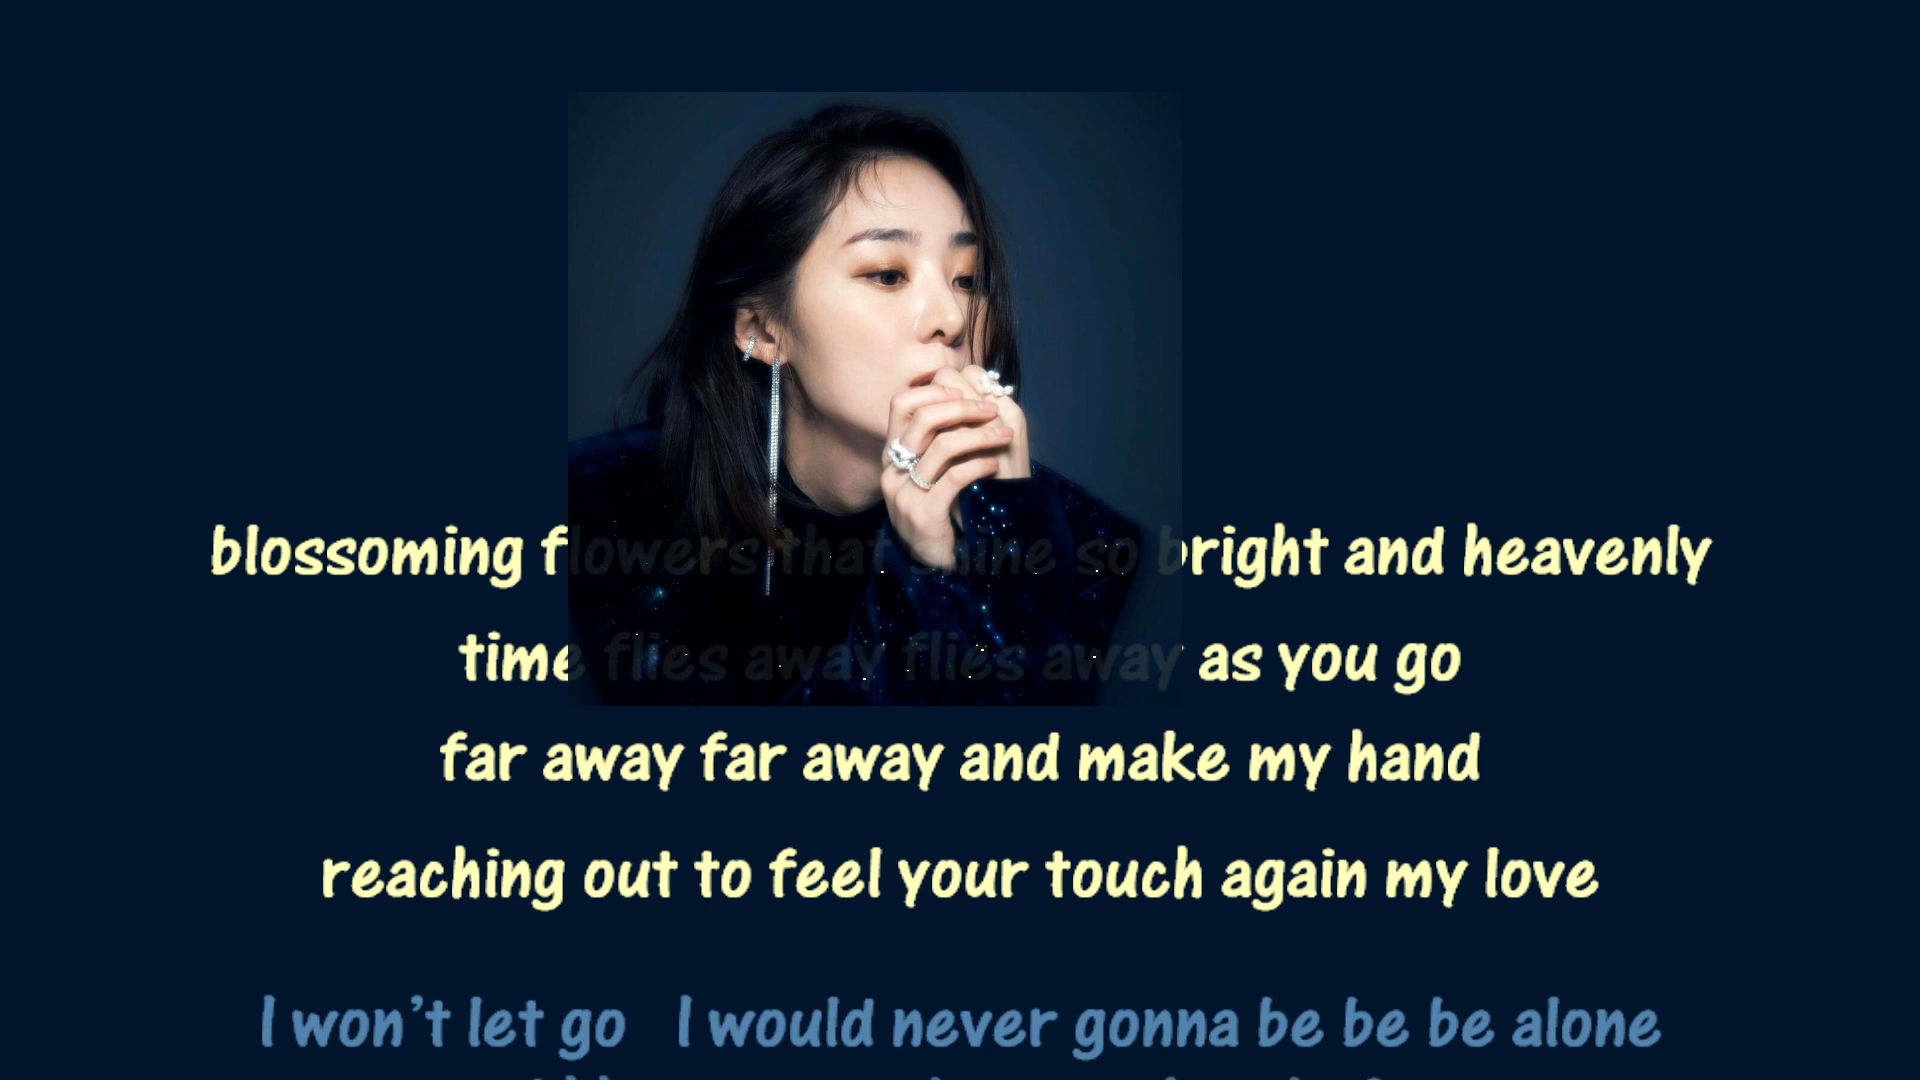 blossoming flowers that shine so bright and heavenly
time flies away flies away as you go
far away far away and make my hand
reaching out to feel your touch again my love
I won’t let go I would never gonna be be be alone